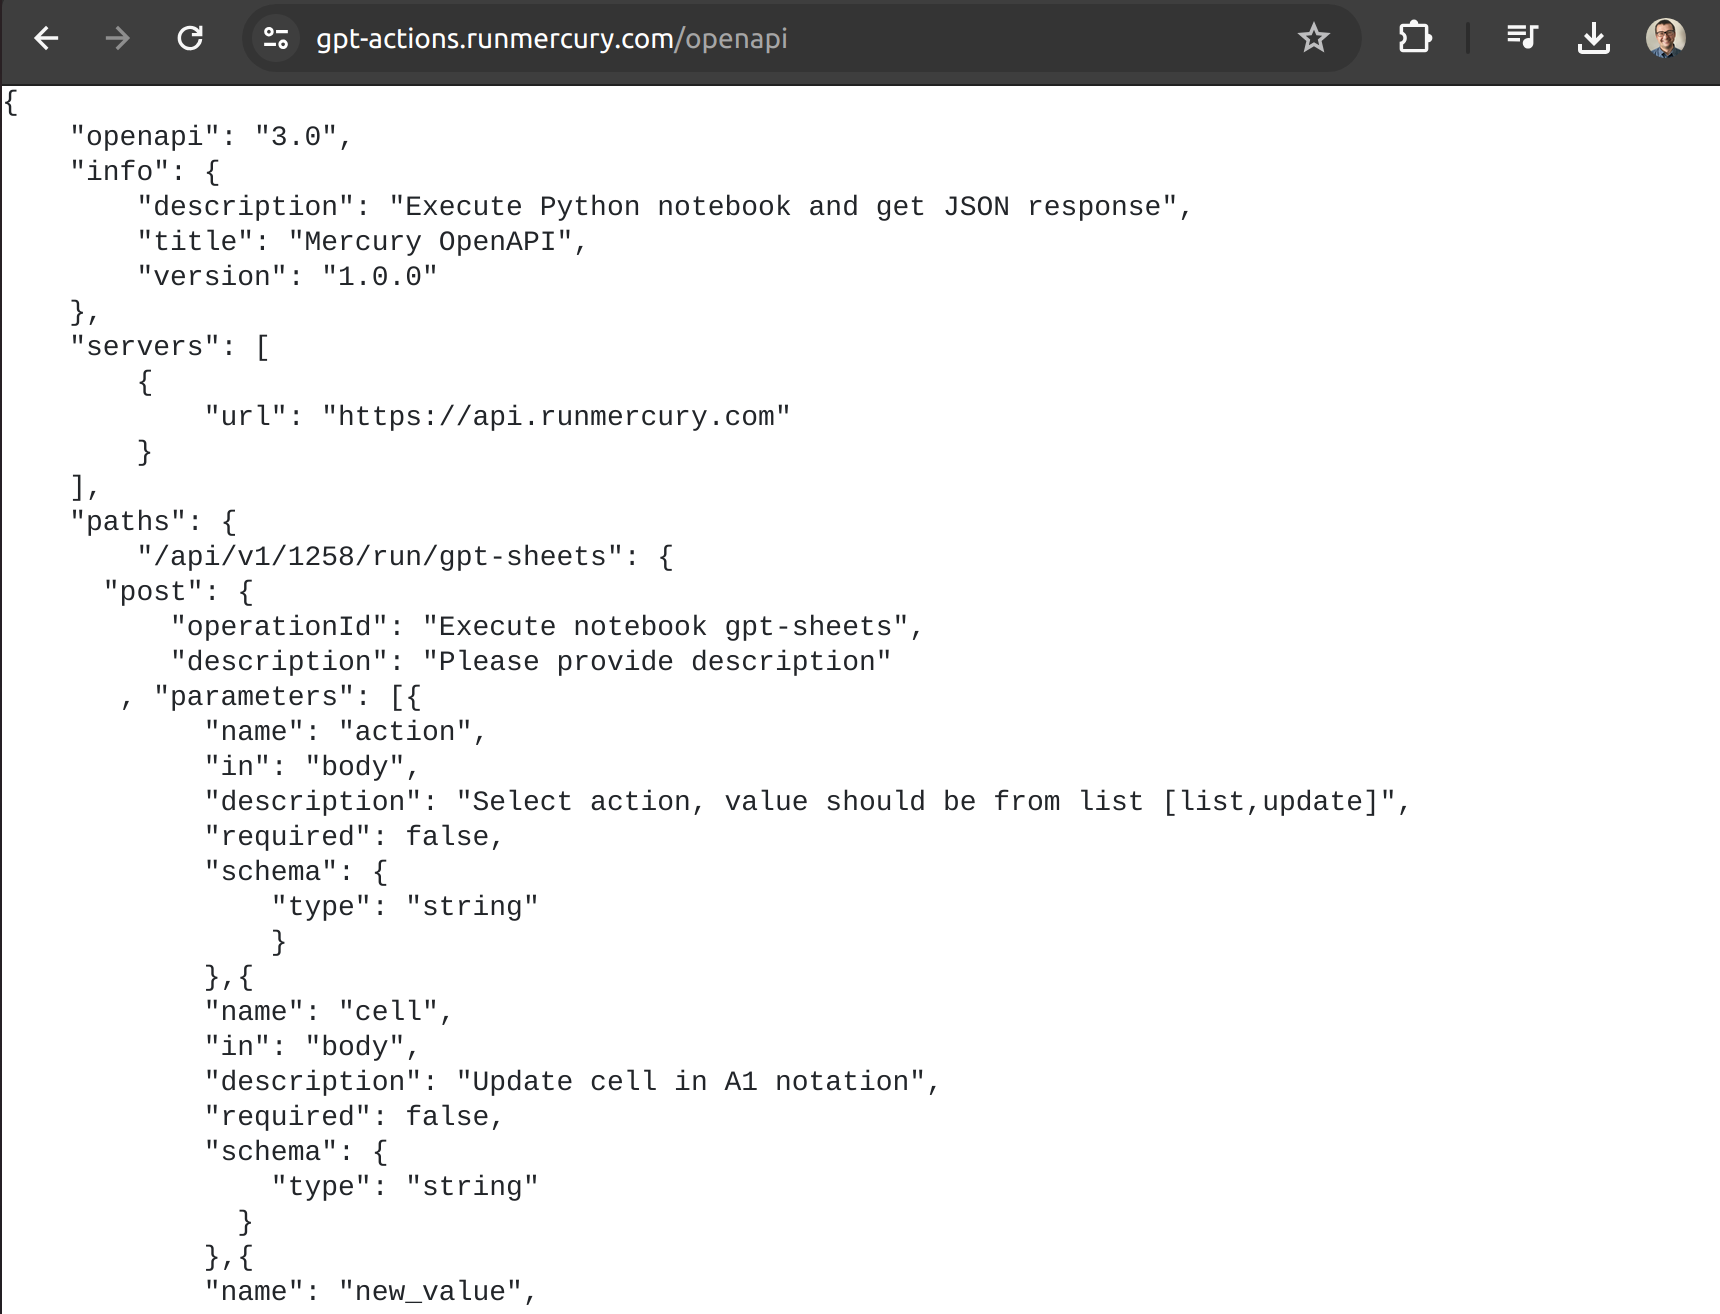 gpt-actions.runmercury.com/openapi
{
    "openapi": "3.0",
    "info": {
        "description": "Execute Python notebook and get JSON response",
        "title": "Mercury OpenAPI",
        "version": "1.0.0"
    },
    "servers": [
        {
            "url": "https://api.runmercury.com"
        }
    ],
    "paths": {
        "/api/v1/1258/run/gpt-sheets": {
      "post": {
          "operationId": "Execute notebook gpt-sheets",
          "description": "Please provide description"
       , "parameters": [{
            "name": "action",
            "in": "body",
            "description": "Select action, value should be from list [list,update]",
            "required": false,
            "schema": {
                "type": "string"
                }
            },{
            "name": "cell",
            "in": "body",
            "description": "Update cell in A1 notation",
            "required": false,
            "schema": {
                "type": "string"
              }
            },{
            "name": "new_value",